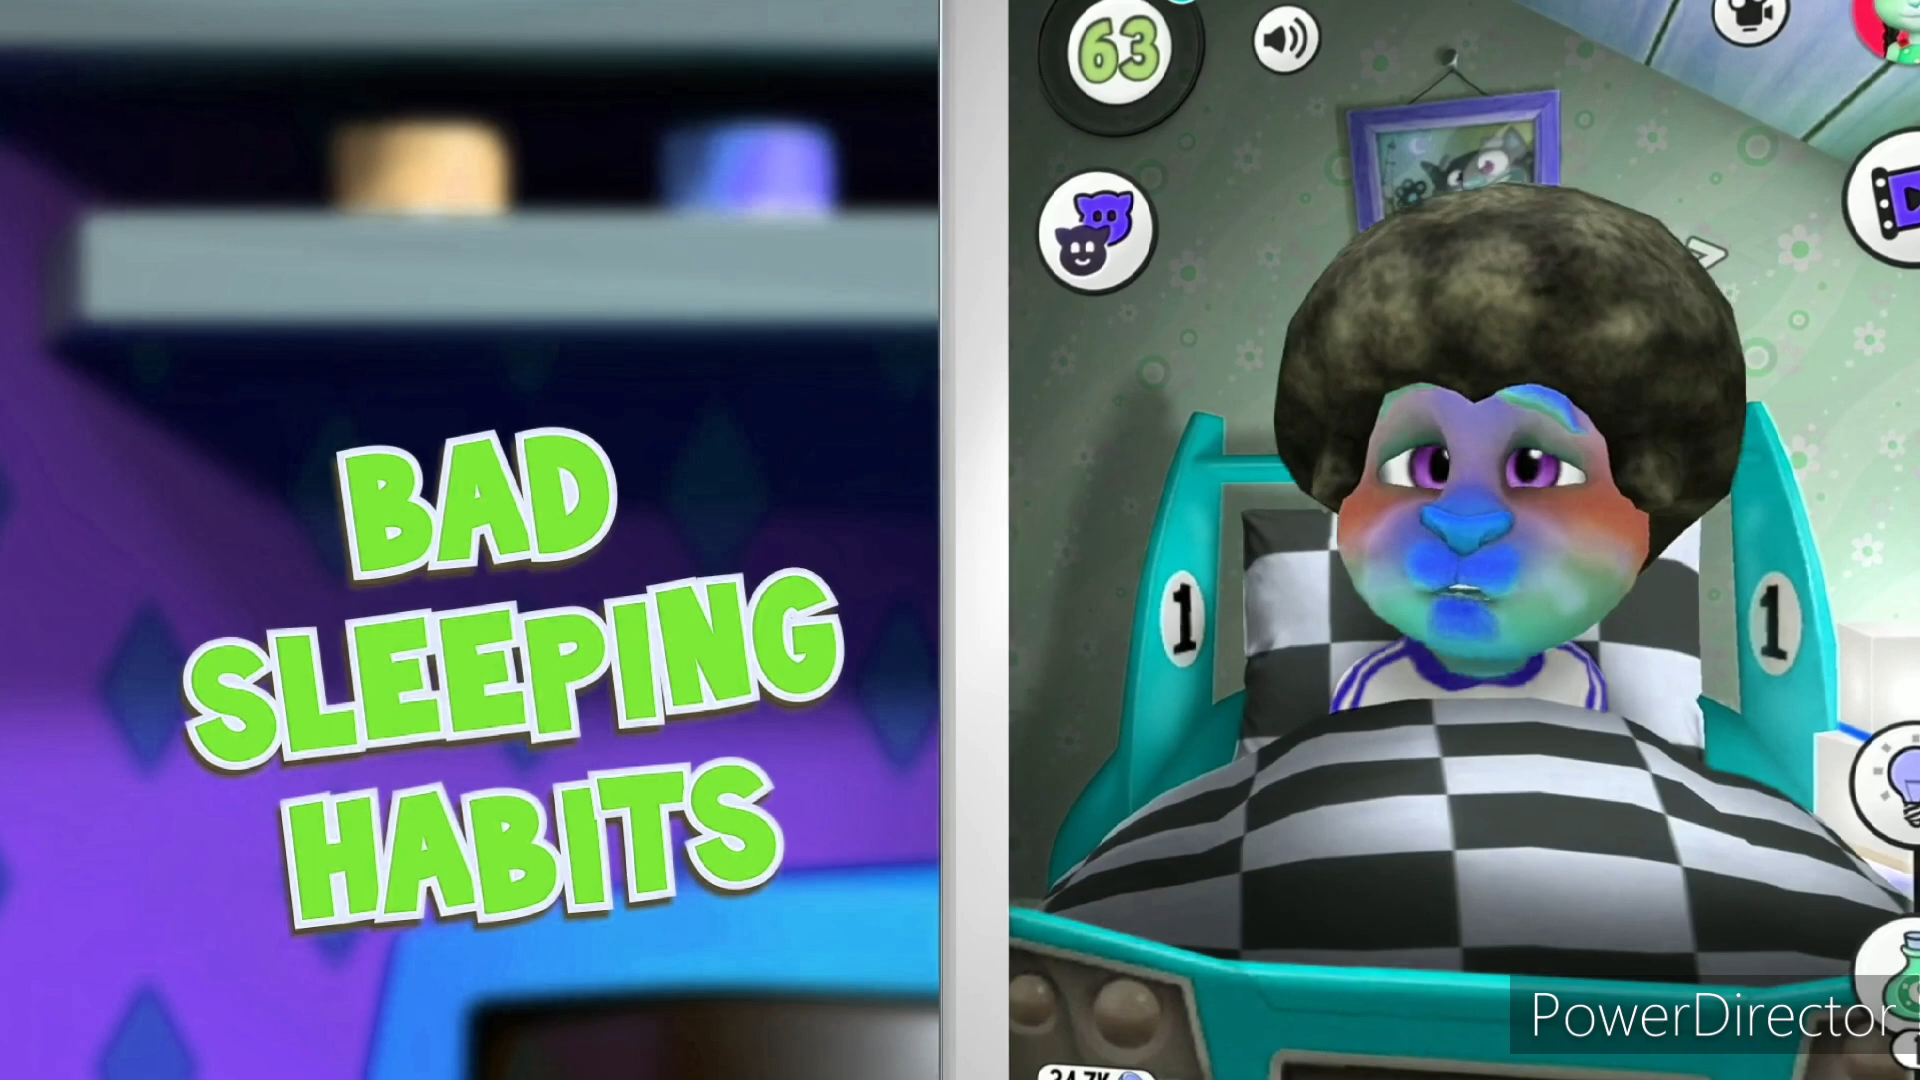 BAD
SLEEPING
HABITS
63
1
1
PowerDirector